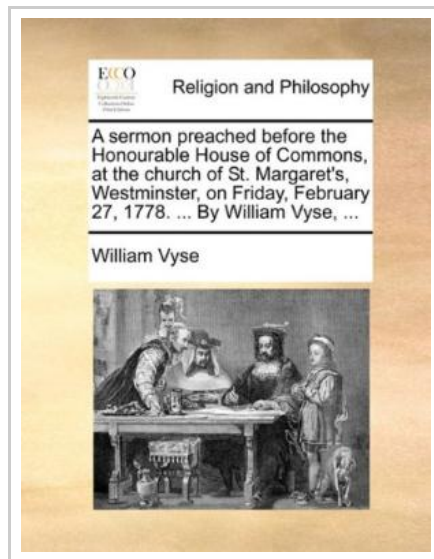 ECCO
Religion and Philosophy
A sermon preached before the
Honourable House of Commons,
at the church of St. Margaret's,
Westminster, on Friday, February
27, 1778. ... By William Vyse, ...
William Vyse